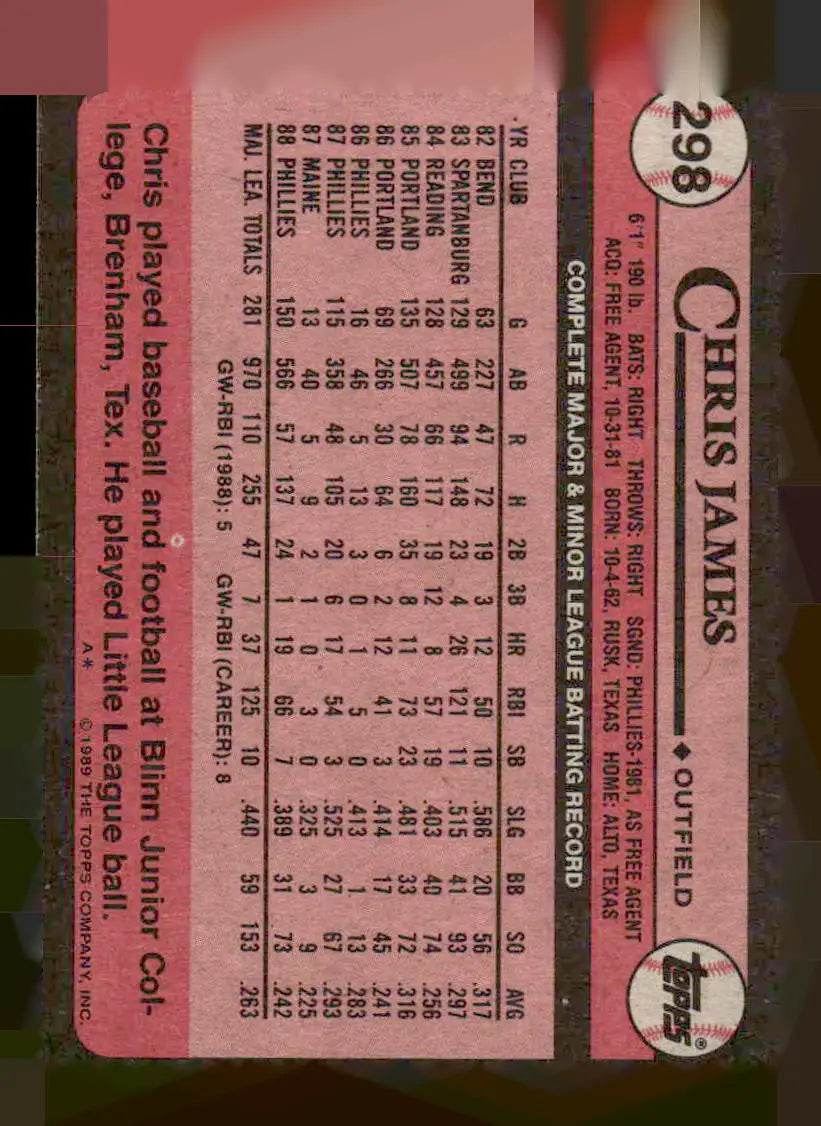 298
CHRIS JAMES ◆ OUTFIELD
topps®
6'1" 190 lb. BATS: RIGHT THROWS: RIGHT SGND: PHILLIES-1981, AS FREE AGENT
ACQ: FREE AGENT, 10-31-81 BORN: 10-4-62, RUSK, TEXAS HOME: ALTO, TEXAS
COMPLETE MAJOR & MINOR LEAGUE BATTING RECORD
YR CLUB G AB R H 2B 3B HR RBI SB SLG BB SO AVG
82 BEND 63 227 47 72 19 3 12 50 10 .586 20 56 .317
83 SPARTANBURG 129 499 94 148 23 4 26 121 11 .515 41 93 .297
84 READING 128 457 66 117 19 12 8 57 19 .403 40 74 .256
85 PORTLAND 135 507 78 160 35 8 11 73 23 .481 33 72 .316
86 PORTLAND 69 266 30 64 6 2 12 41 3 .414 17 45 .241
86 PHILLIES 16 46 5 13 3 0 1 5 0 .413 1 13 .283
87 PHILLIES 115 358 48 105 20 6 17 54 3 .525 27 67 .293
87 MAINE 13 40 5 9 2 1 0 3 0 .325 3 9 .225
88 PHILLIES 150 566 57 137 24 1 19 66 7 .389 31 73 .242
MAJ. LEA. TOTALS 281 970 110 255 47 7 37 125 10 .440 59 153 .263
GW-RBI (1988): 5 GW-RBI (CAREER): 8
Chris played baseball and football at Blinn Junior Col-
lege, Brenham, Tex. He played Little League ball.
A* © 1989 THE TOPPS COMPANY, INC.